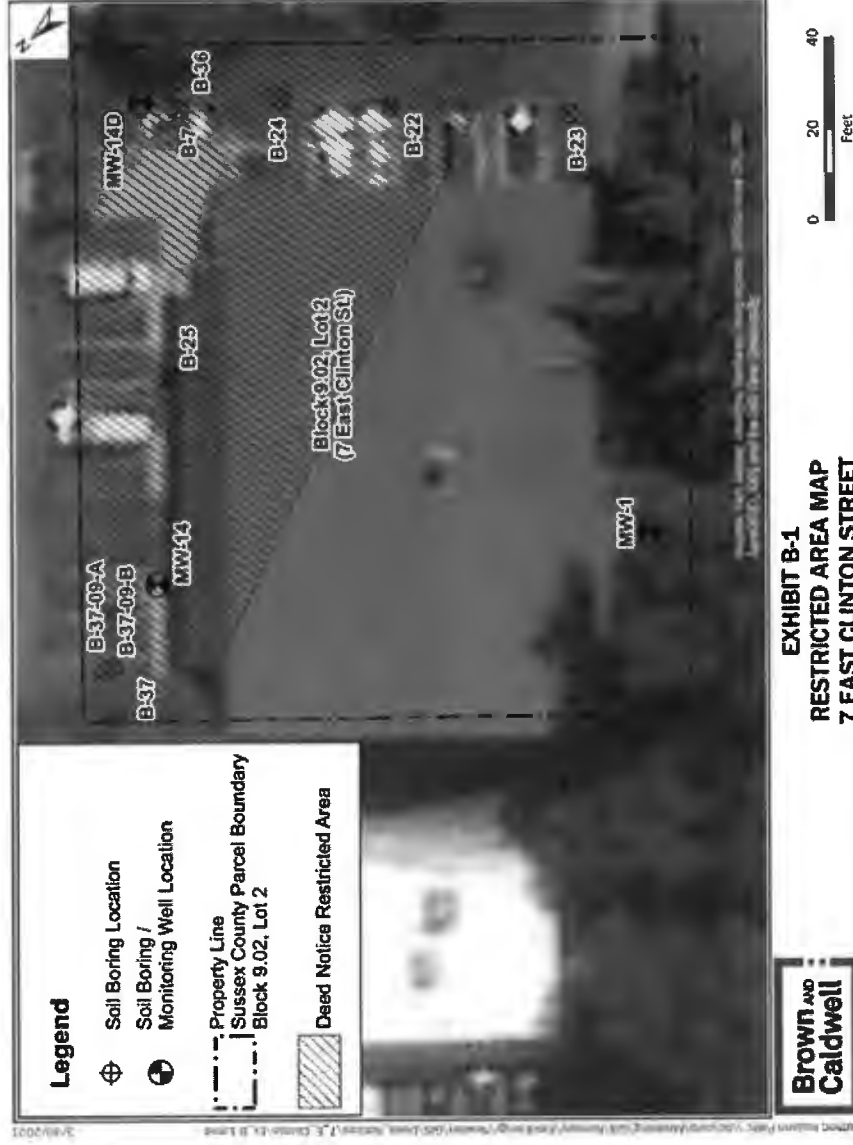 Legend
Soil Boring Location
Soil Boring /
Monitoring Well Location
Property Line
Sussex County Parcel Boundary
Block 9.02, Lot 2
Deed Notice Restricted Area
B-37-09-A
B-37-09-B
B-37
MW-14
B-25
MW-14D
B-7
B-36
B-24
B-22
B-23
Block 9.02, Lot 2
(7 East Clinton St.)
MW-1
N
Brown AND
Caldwell
EXHIBIT B-1
RESTRICTED AREA MAP
7 EAST CLINTON STREET
0 20 40
Feet